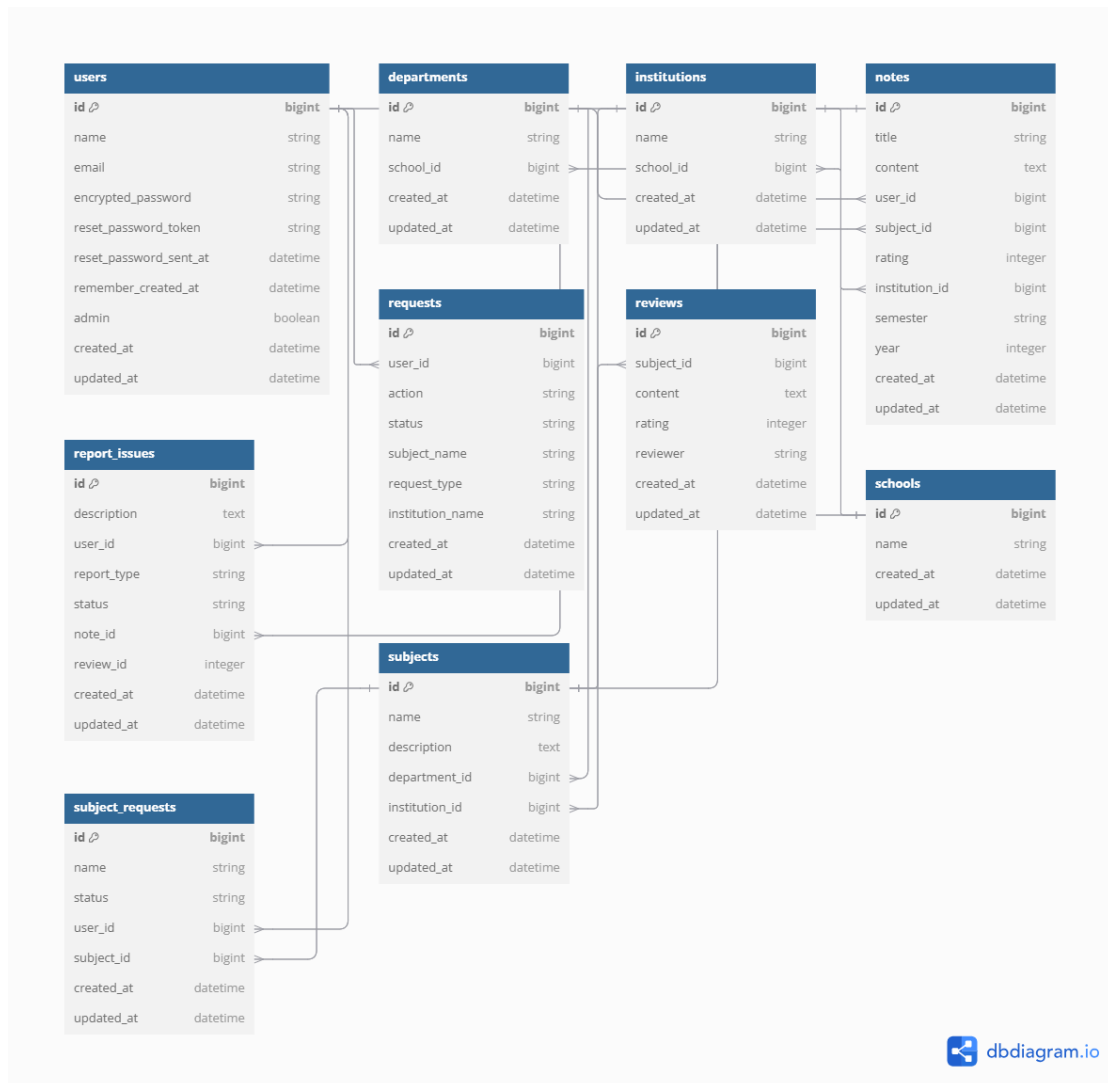 users
id bigint
name string
email string
encrypted_password string
reset_password_token string
reset_password_sent_at datetime
remember_created_at datetime
admin boolean
created_at datetime
updated_at datetime
departments
id bigint
name string
school_id bigint
created_at datetime
updated_at datetime
institutions
id bigint
name string
school_id bigint
created_at datetime
updated_at datetime
notes
id bigint
title string
content text
user_id bigint
subject_id bigint
rating integer
institution_id bigint
semester string
year integer
created_at datetime
updated_at datetime
requests
id bigint
user_id bigint
action string
status string
subject_name string
request_type string
institution_name string
created_at datetime
updated_at datetime
reviews
id bigint
subject_id bigint
content text
rating integer
reviewer string
created_at datetime
updated_at datetime
report_issues
id bigint
description text
user_id bigint
report_type string
status string
note_id bigint
review_id integer
created_at datetime
updated_at datetime
schools
id bigint
name string
created_at datetime
updated_at datetime
subjects
id bigint
name string
description text
department_id bigint
institution_id bigint
created_at datetime
updated_at datetime
subject_requests
id bigint
name string
status string
user_id bigint
subject_id bigint
created_at datetime
updated_at datetime
dbdiagram.io